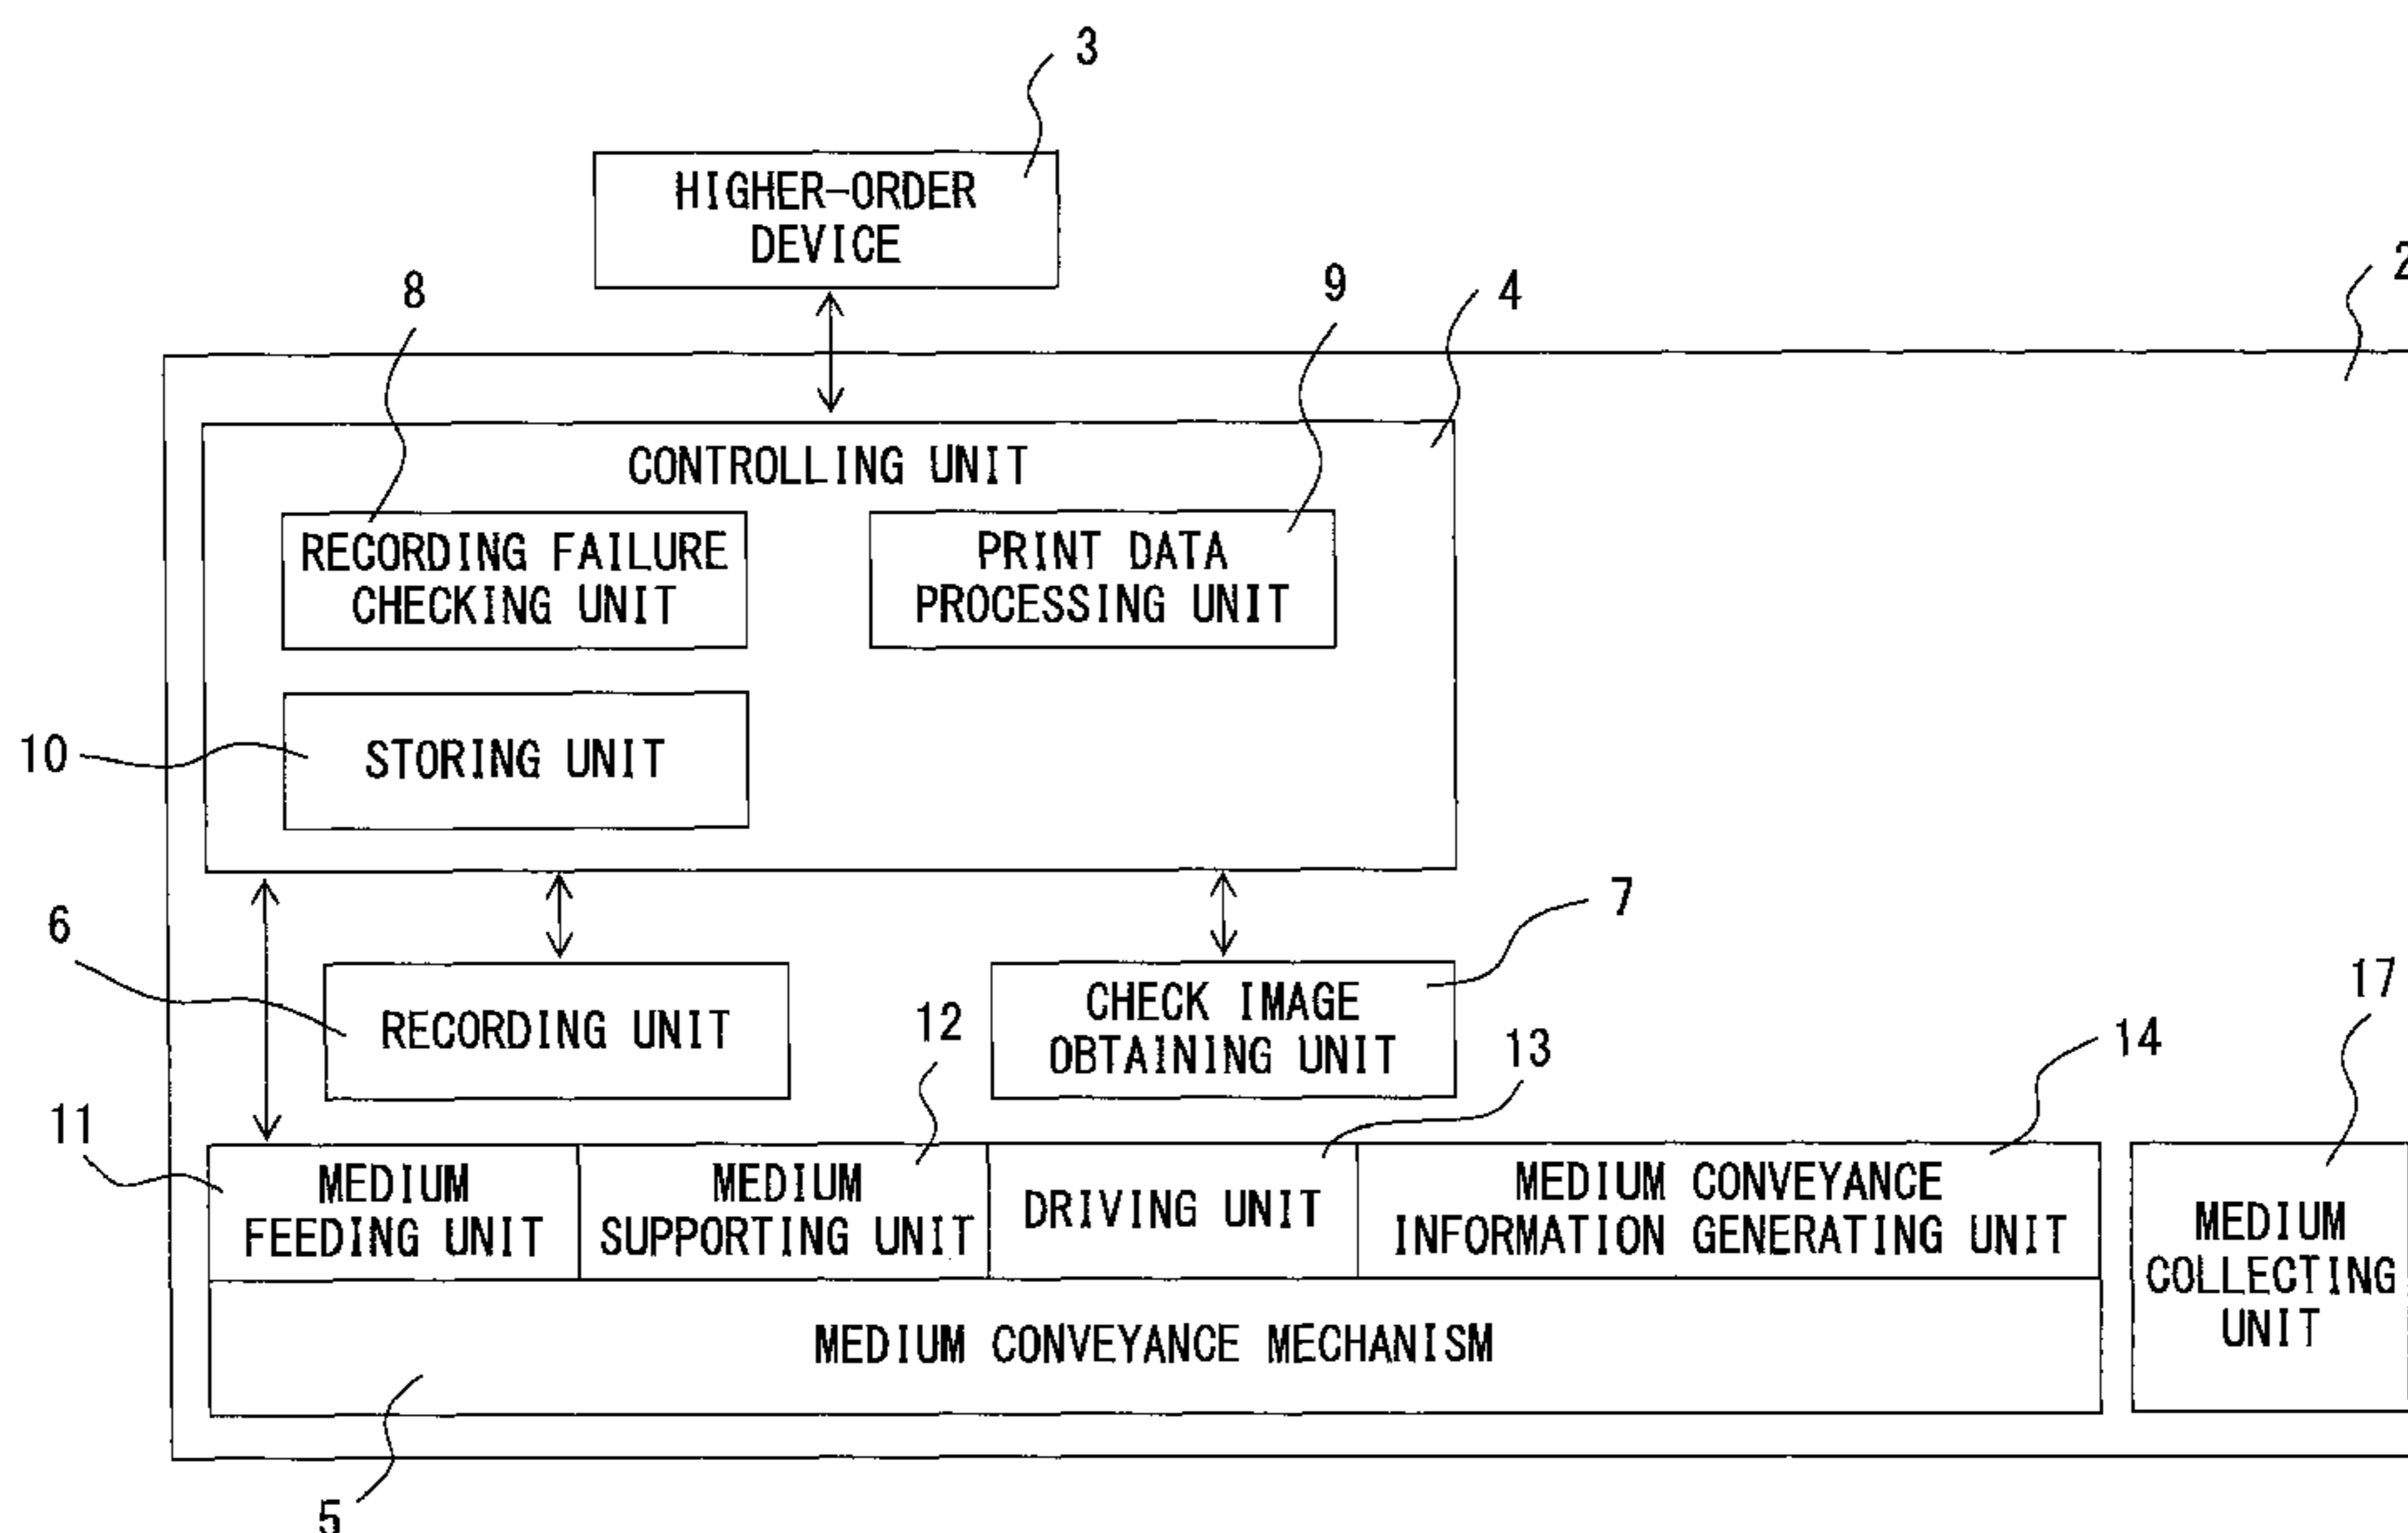 3
HIGHER-ORDER
DEVICE
2
8
9
4
CONTROLLING UNIT
RECORDING FAILURE
CHECKING UNIT
PRINT DATA
PROCESSING UNIT
10
STORING UNIT
6
7
17
RECORDING UNIT
12
CHECK IMAGE
OBTAINING UNIT
13
14
11
MEDIUM
FEEDING UNIT
MEDIUM
SUPPORTING UNIT
DRIVING UNIT
MEDIUM CONVEYANCE
INFORMATION GENERATING UNIT
MEDIUM
COLLECTING
UNIT
MEDIUM CONVEYANCE MECHANISM
5